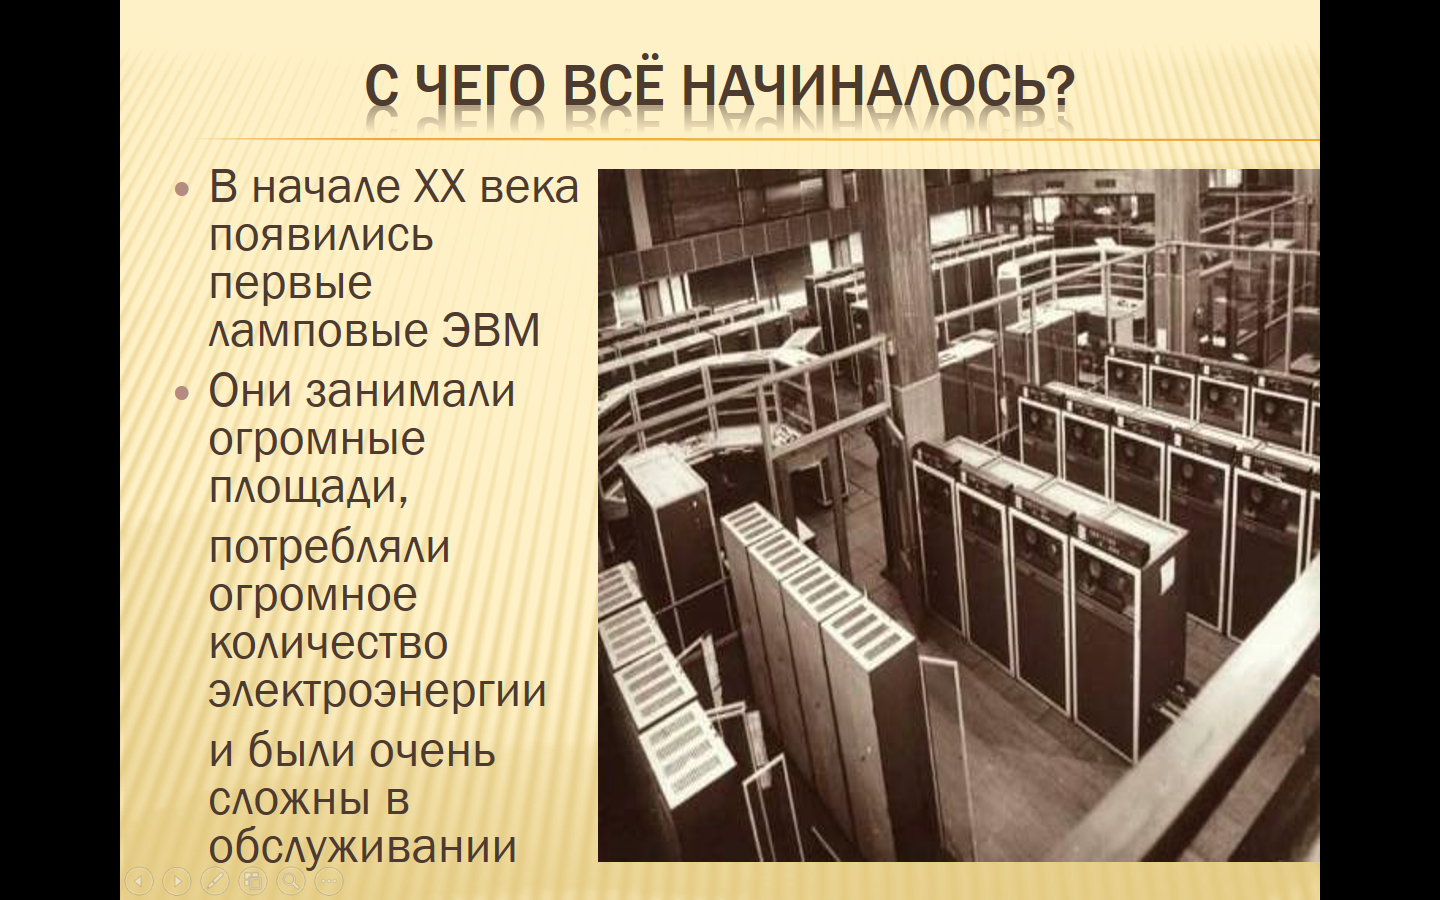 С ЧЕГО ВСЁ НАЧИНАЛОСЬ?
В начале XX века
появились
первые
ламповые ЭВМ
Они занимали
огромные
площади,
потребляли
огромное
количество
электроэнергии
и были очень
сложны в
обслуживании